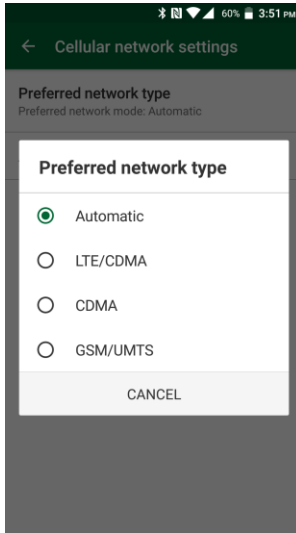 60% 3:51 PM
Cellular network settings
Preferred network type
Preferred network mode: Automatic
Preferred network type
Automatic
LTE/CDMA
CDMA
GSM/UMTS
CANCEL